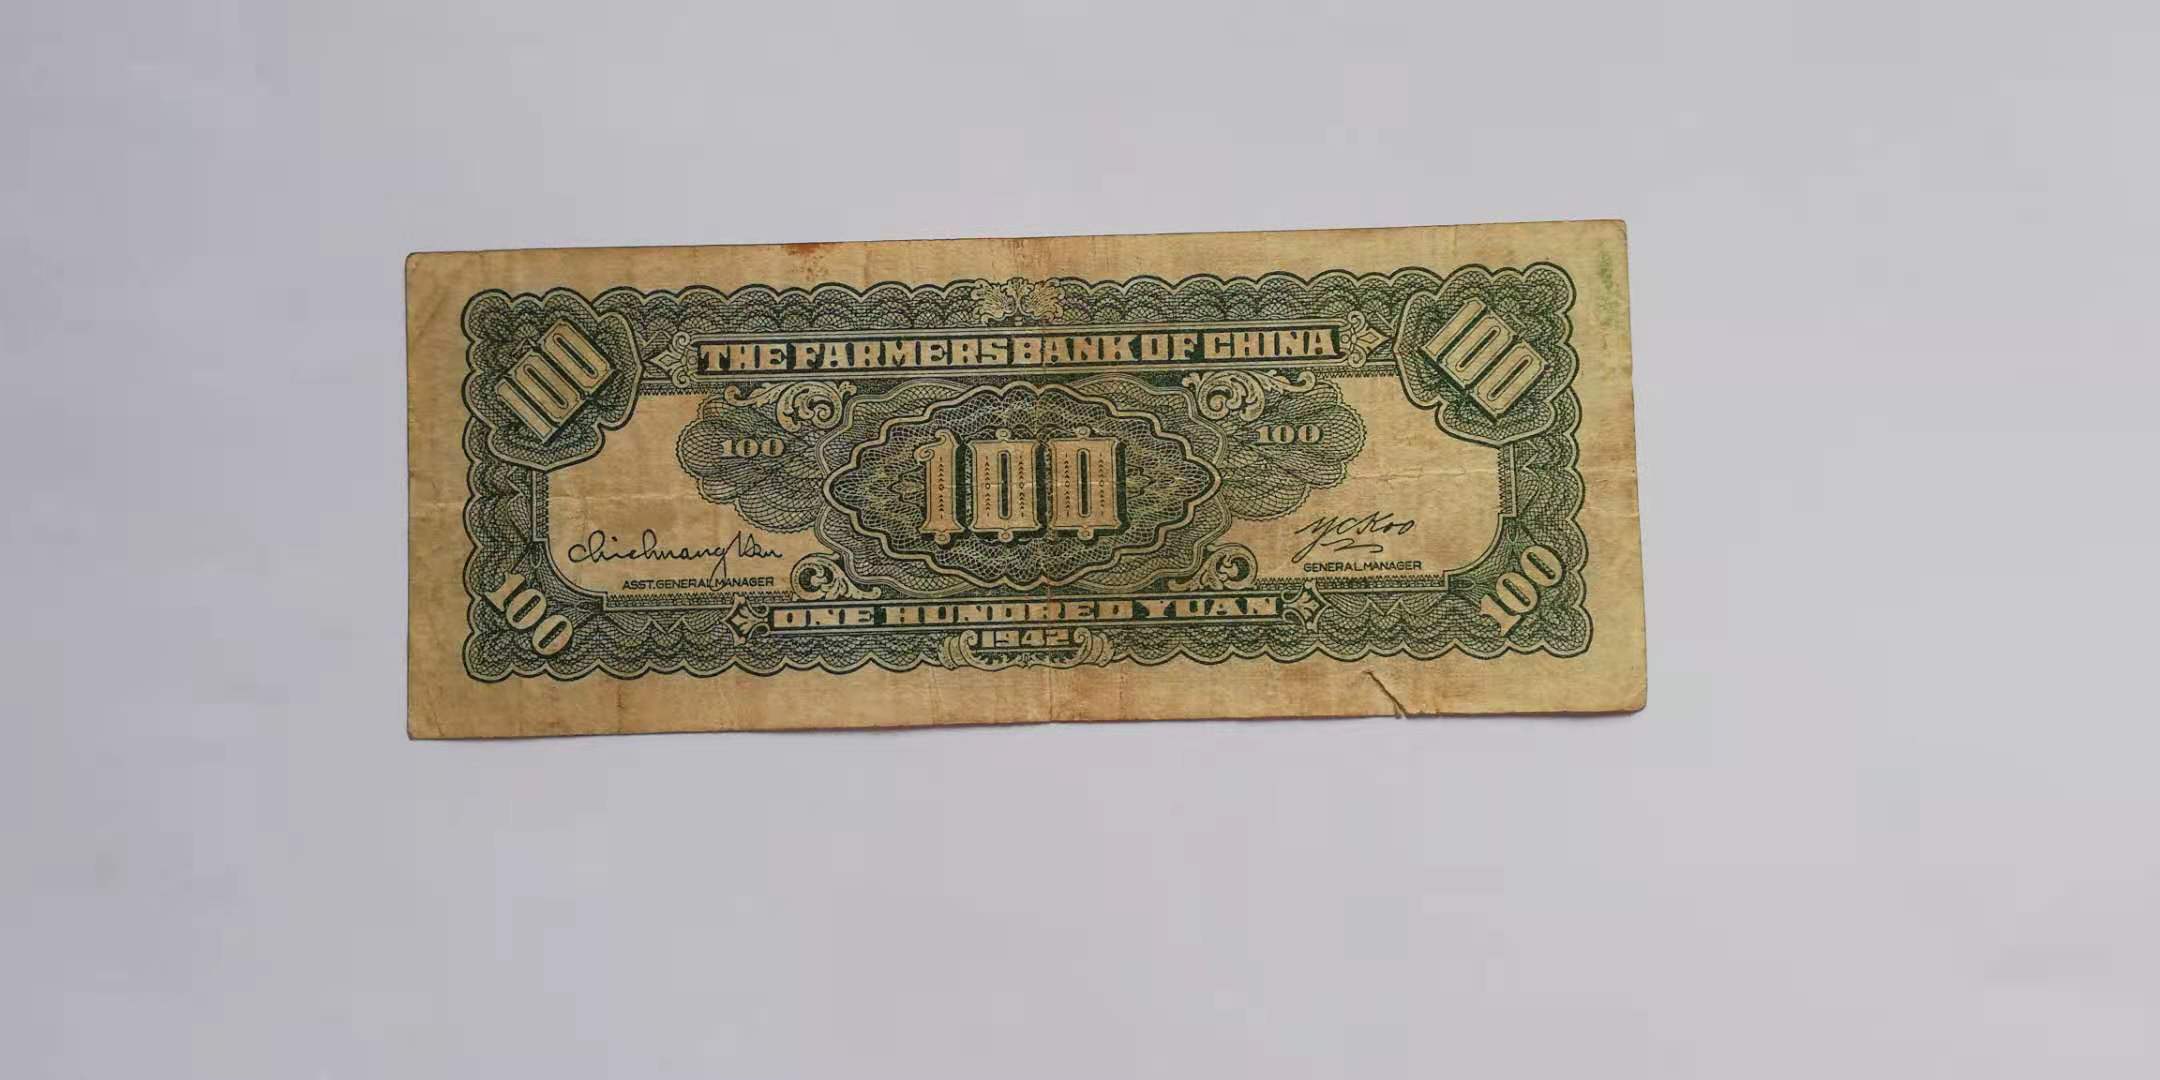 100
100
THE FARMERS BANK OF CHINA
100
100
100
YCKoo
ASST. GENERAL MANAGER
GENERAL MANAGER
100
100
ONE HUNDRED YUAN
1942